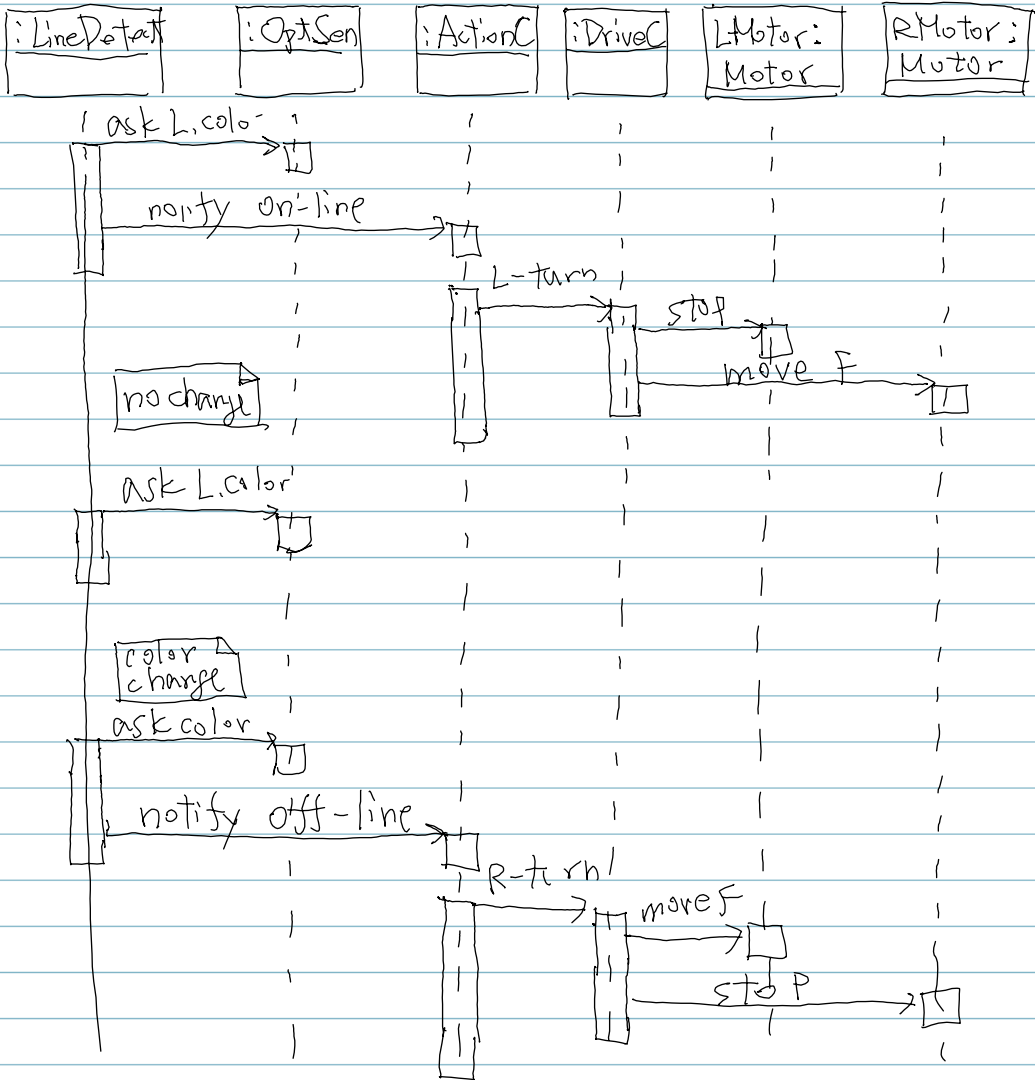 :LineDetect
:OptSen
:ActionC
:DriveC
LMotor:
Motor
RMotor:
Motor
ask L.color
notify on-line
L-turn
stop
move F
no change
ask L.color
color
change
ask color
notify off-line
R-turn
move F
stop